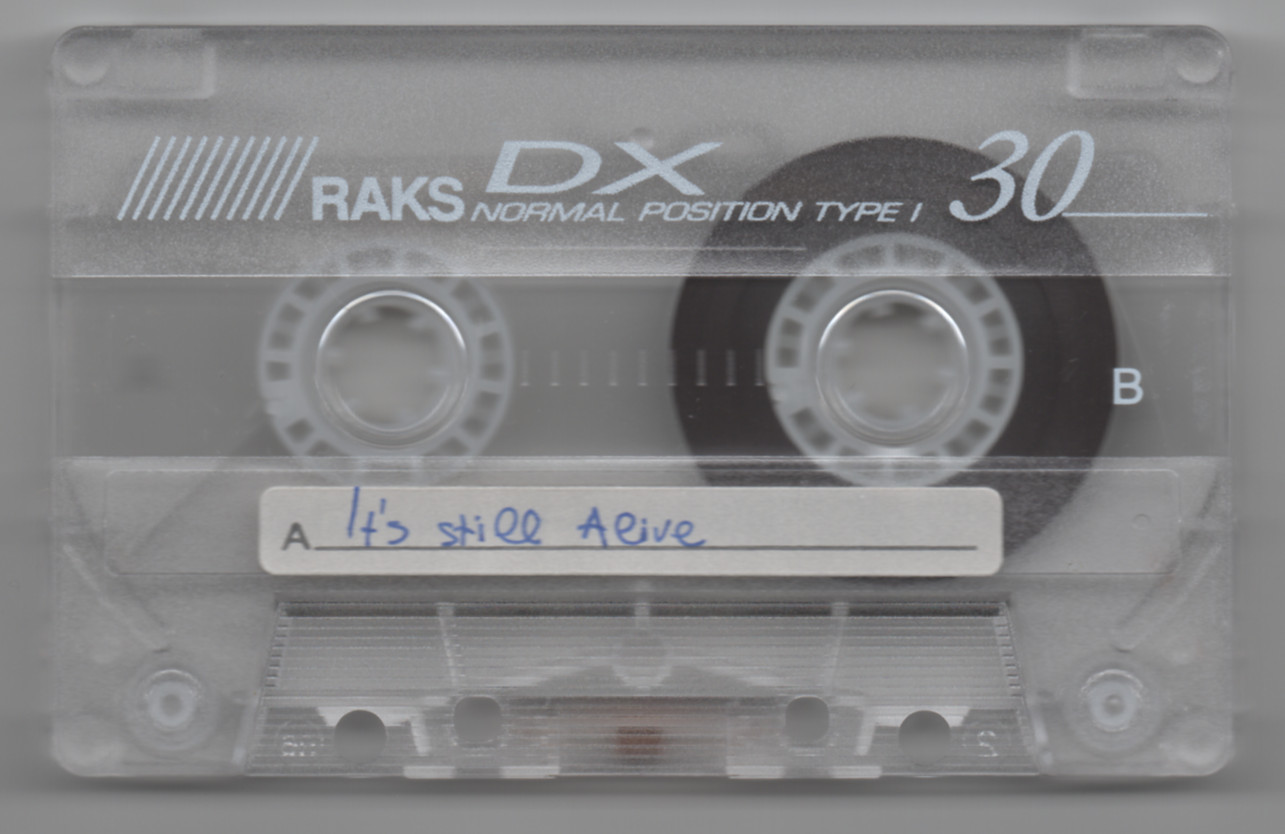 RAKS DX 30
NORMAL POSITION TYPE I
B
A It's still Alive